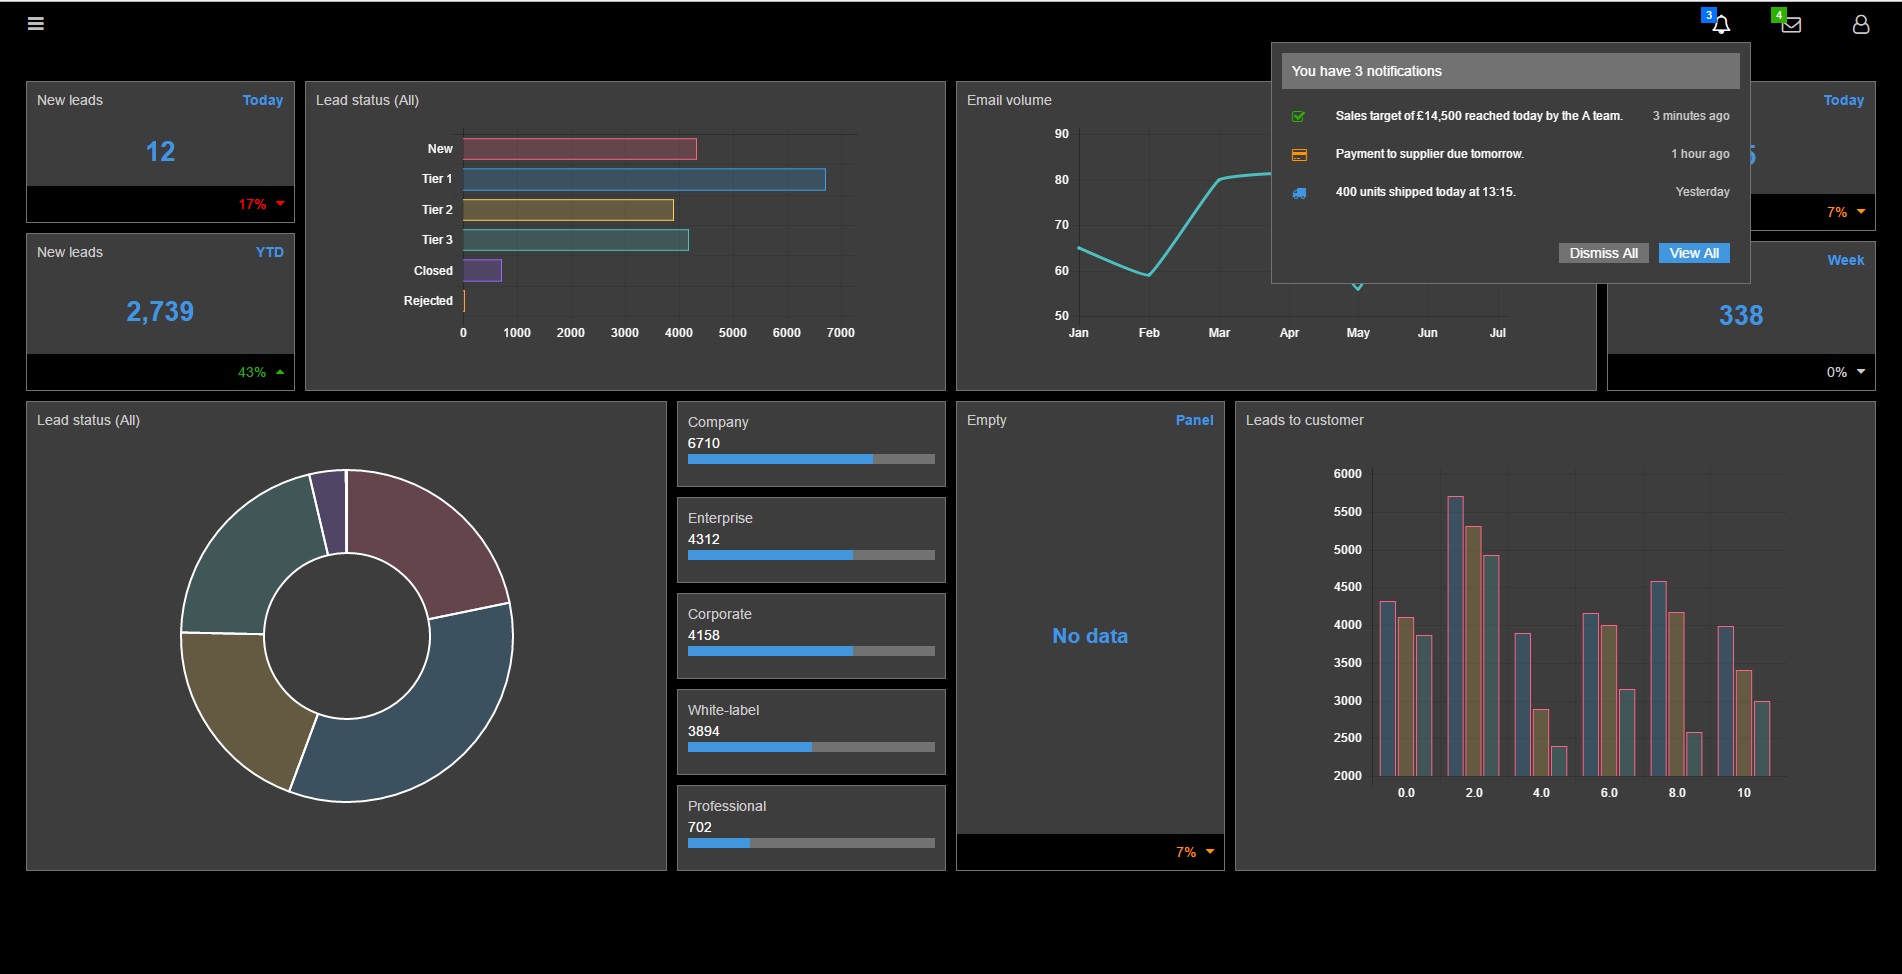 3
4
You have 3 notifications
Sales target of £14,500 reached today by the A team. 3 minutes ago
Payment to supplier due tomorrow. 1 hour ago
400 units shipped today at 13:15. Yesterday
Dismiss All View All
New leads Today
12
17%
New leads YTD
2,739
43%
Lead status (All)
New
Tier 1
Tier 2
Tier 3
Closed
Rejected
0 1000 2000 3000 4000 5000 6000 7000
Email volume
90
80
70
60
50
Jan Feb Mar Apr May Jun Jul
Today
7%
Week
338
0%
Lead status (All)
Company
6710
Enterprise
4312
Corporate
4158
White-label
3894
Professional
702
Empty Panel
No data
7%
Leads to customer
6000
5500
5000
4500
4000
3500
3000
2500
2000
0.0 2.0 4.0 6.0 8.0 10